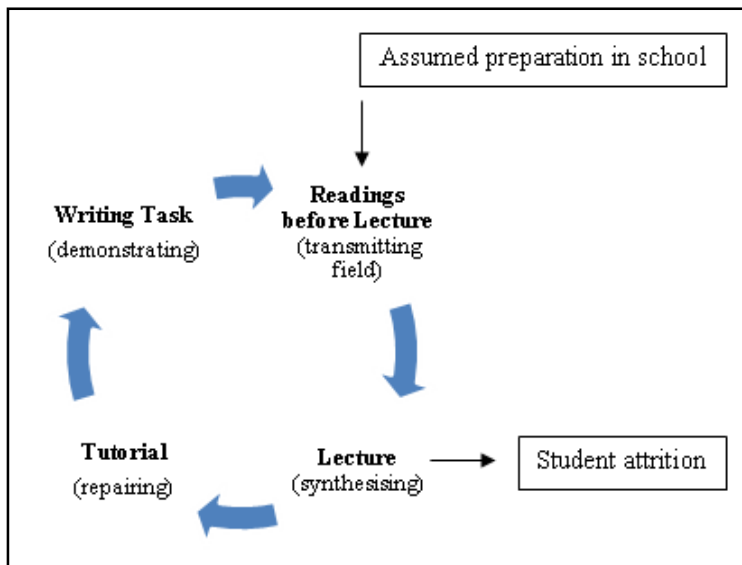 Assumed preparation in school
Readings
before Lecture
(transmitting
field)
Writing Task
(demonstrating)
Tutorial
(repairing)
Lecture
(synthesising)
Student attrition